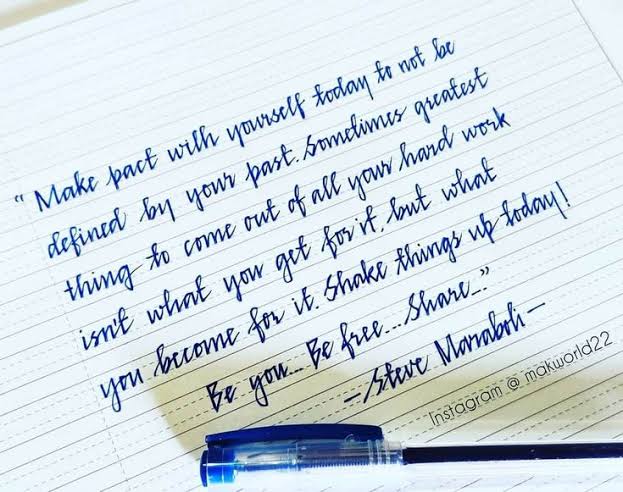 "Make pact with yourself today to not be
defined by your past. Sometimes greatest
thing to come out of all your hard work
isn't what you get for it, but what
you become for it. Shake things up today!
Be you... Be free... Share..."
-Steve Maraboli-
Instagram @ makworld22